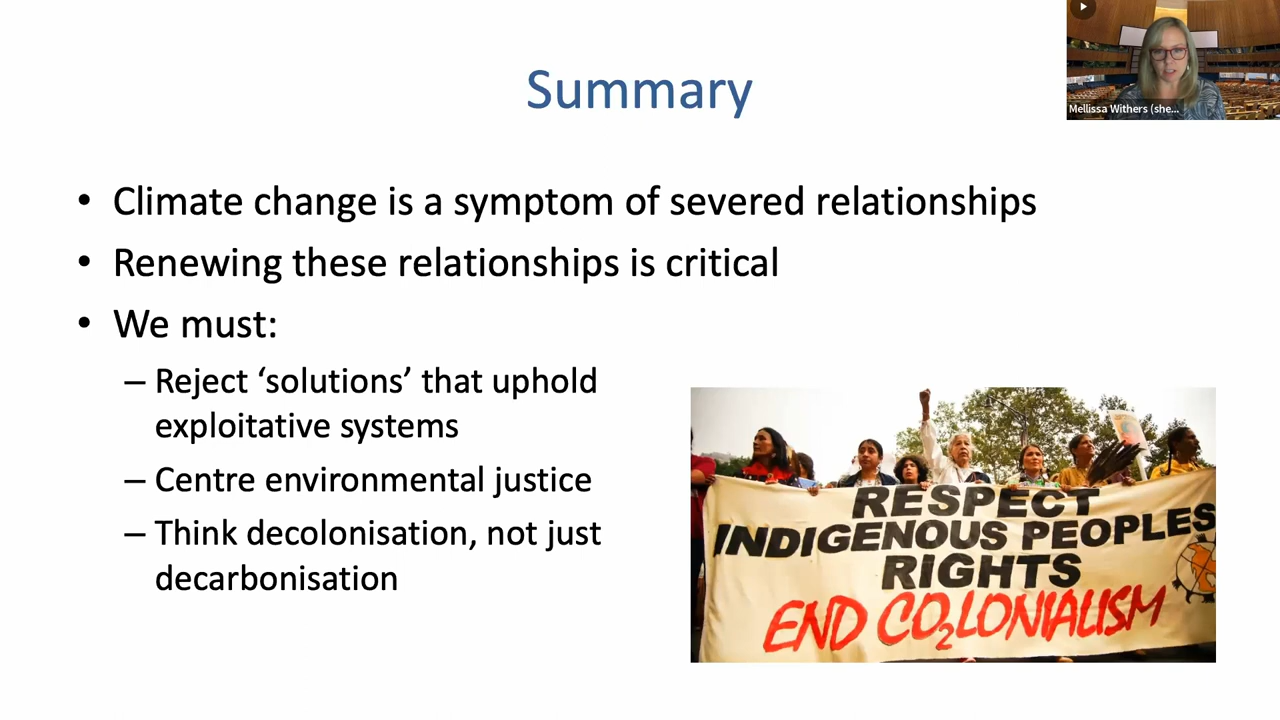 Summary
Mellissa Withers (she...
• Climate change is a symptom of severed relationships
• Renewing these relationships is critical
• We must:
– Reject ‘solutions’ that uphold
exploitative systems
– Centre environmental justice
– Think decolonisation, not just
decarbonisation
RESPECT
INDIGENOUS PEOPLES
RIGHTS
END CO₂LONIALISM